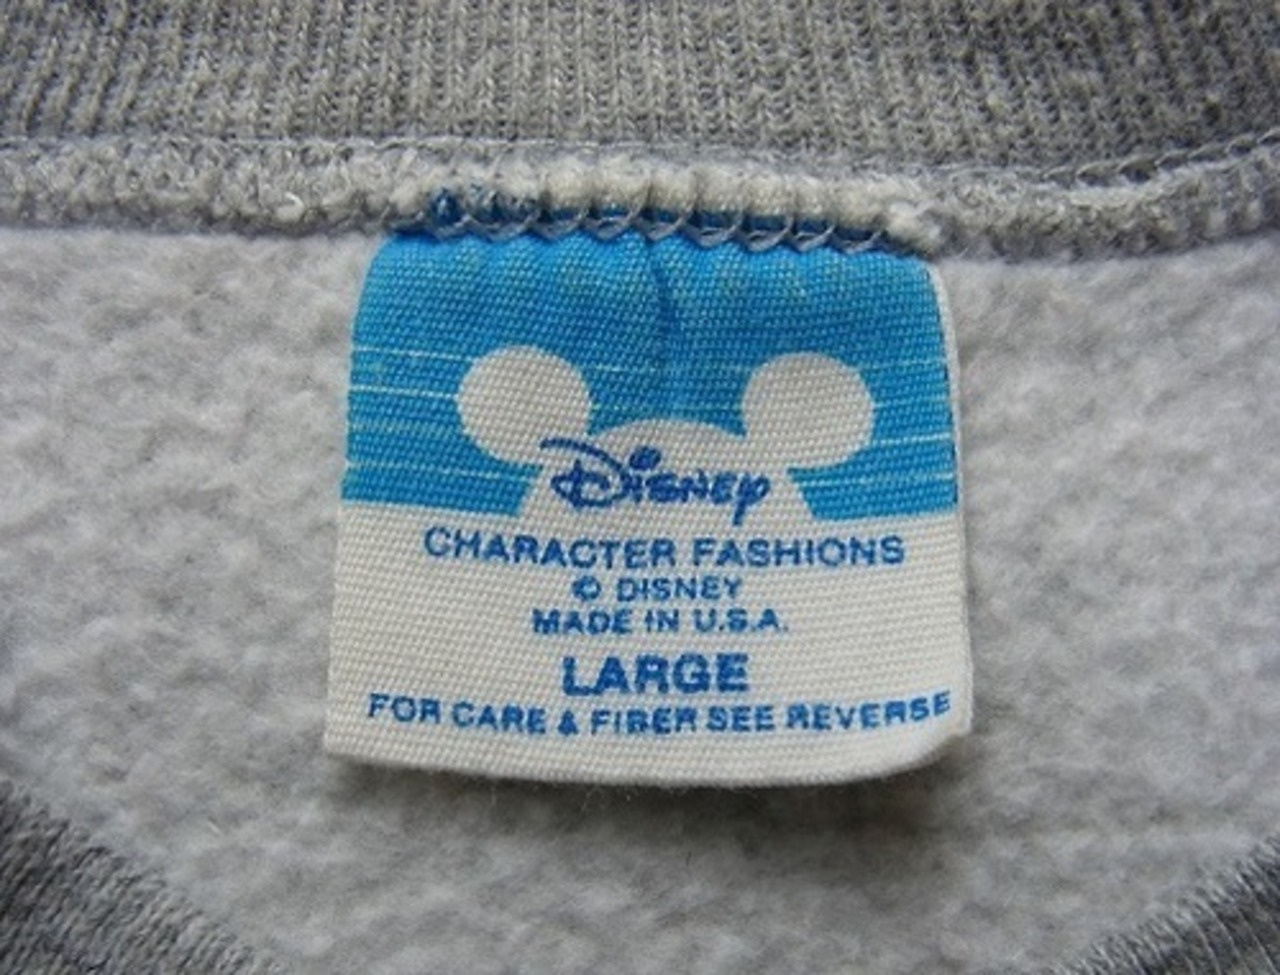 Disney
CHARACTER FASHIONS
© DISNEY
MADE IN U.S.A.
LARGE
FOR CARE & FIBER SEE REVERSE